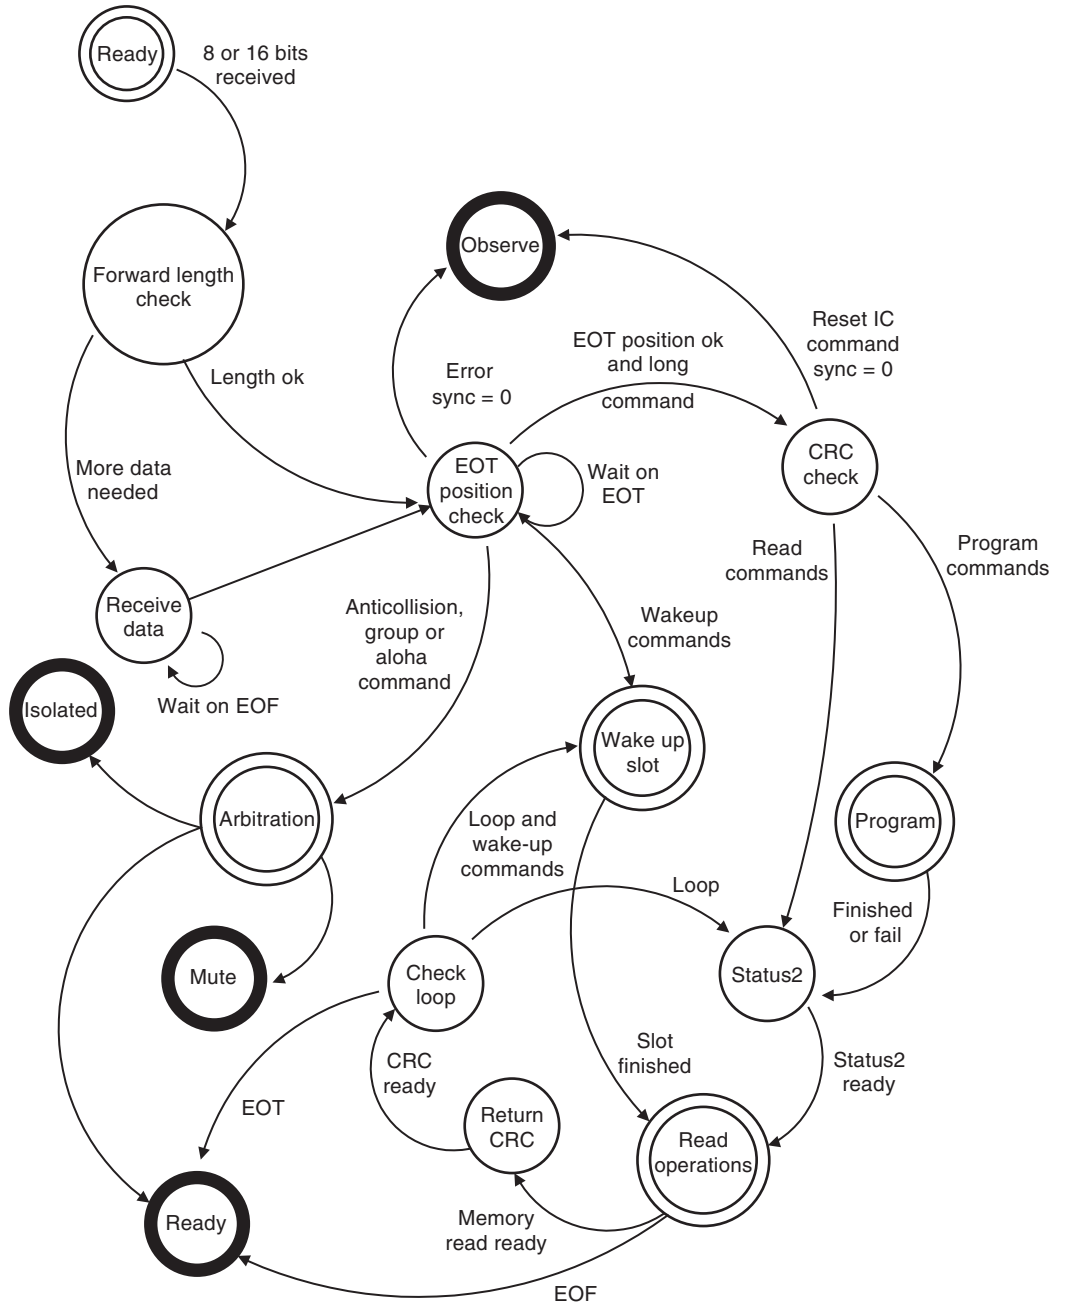 Ready
8 or 16 bits
received
Forward length
check
Observe
Reset IC
command
sync = 0
EOT position ok
and long
command
Error
sync = 0
Length ok
More data
needed
EOT
position
check
Wait on
EOT
CRC
check
Read
commands
Program
commands
Receive
data
Wait on EOF
Anticollision,
group or
aloha
command
Wakeup
commands
Isolated
Arbitration
Wake up
slot
Program
Loop and
wake-up
commands
Loop
Finished
or fail
Mute
Check
loop
Status2
CRC
ready
Slot
finished
Status2
ready
EOT
Return
CRC
Read
operations
Ready
Memory
read ready
EOF